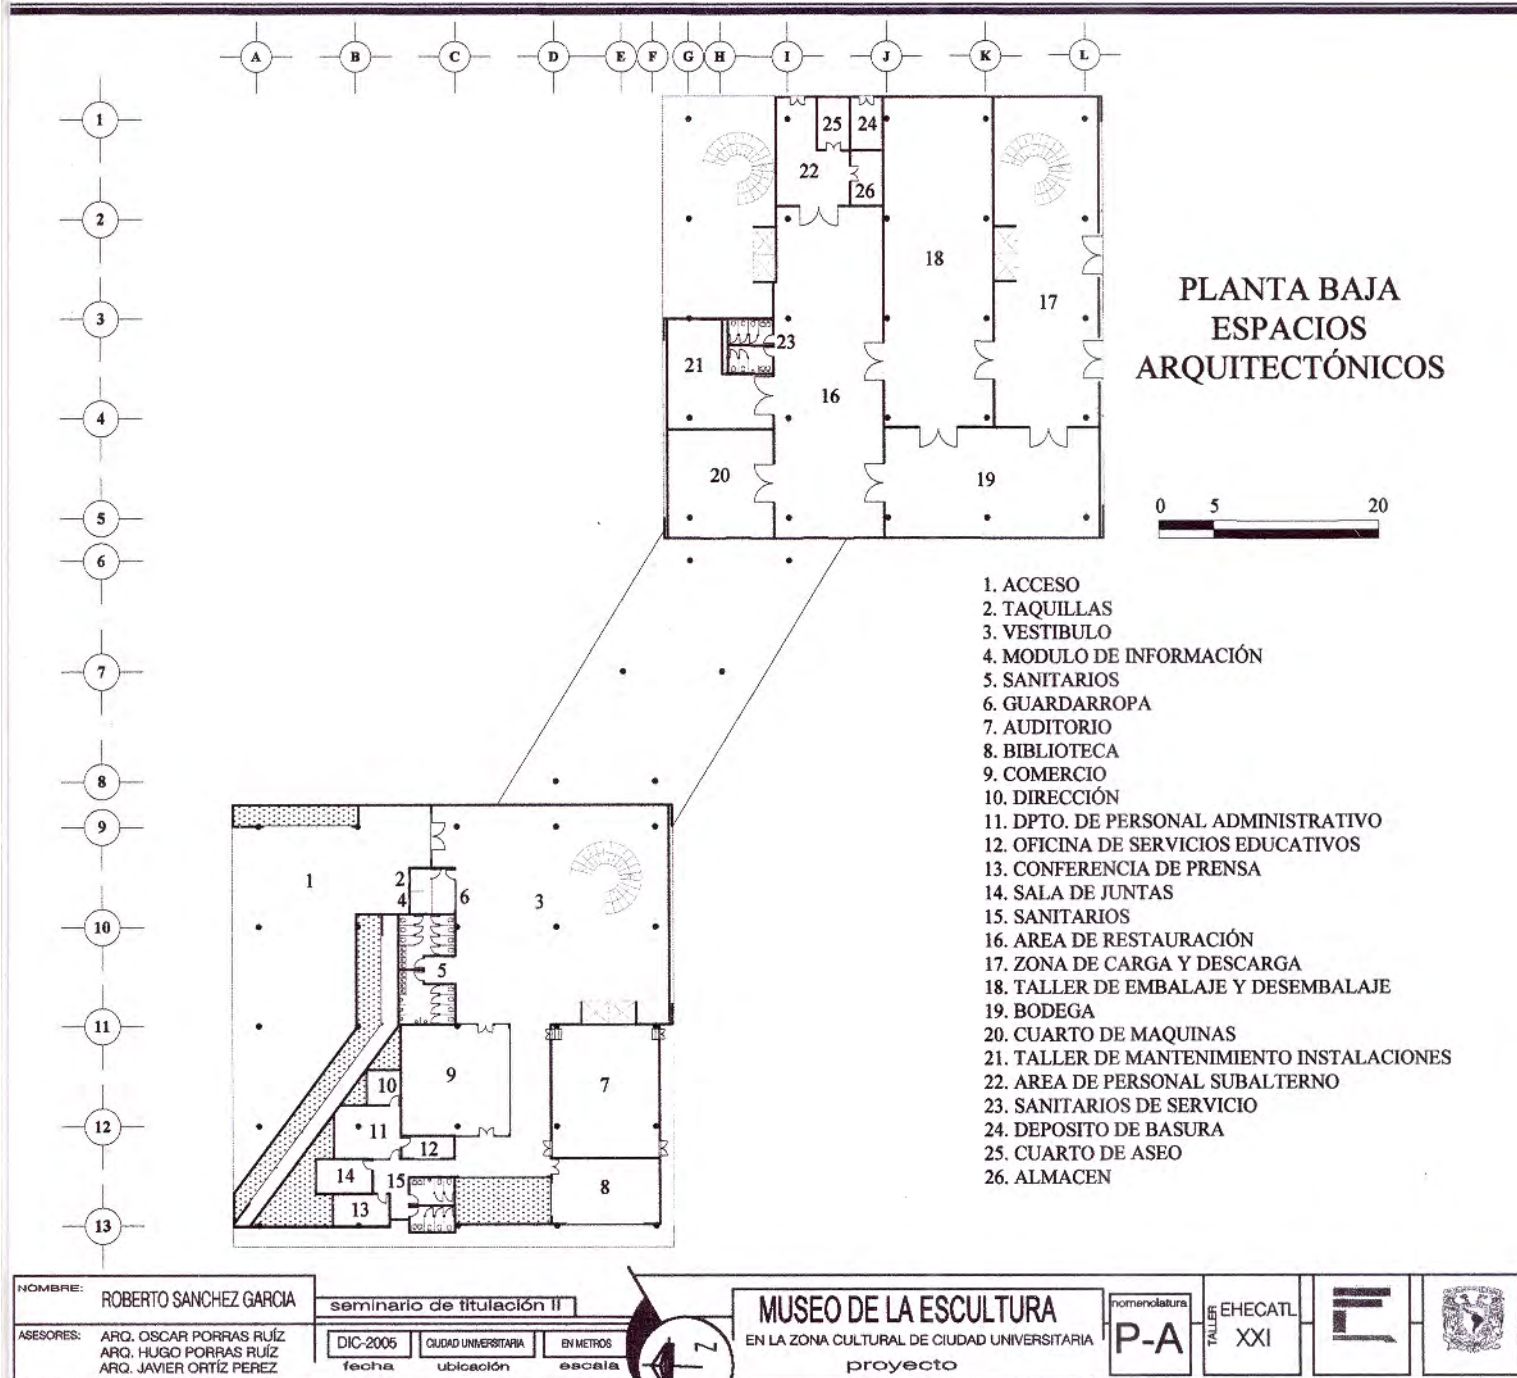 A B C D E F G H I J K L
1
2
3
4
5
6
7
8
9
10
11
12
13
25 24
22
26
18
17
23
21
16
20
19
PLANTA BAJA
ESPACIOS
ARQUITECTÓNICOS
0 5 20
1. ACCESO
2. TAQUILLAS
3. VESTIBULO
4. MODULO DE INFORMACIÓN
5. SANITARIOS
6. GUARDARROPA
7. AUDITORIO
8. BIBLIOTECA
9. COMERCIO
10. DIRECCIÓN
11. DPTO. DE PERSONAL ADMINISTRATIVO
12. OFICINA DE SERVICIOS EDUCATIVOS
13. CONFERENCIA DE PRENSA
14. SALA DE JUNTAS
15. SANITARIOS
16. AREA DE RESTAURACIÓN
17. ZONA DE CARGA Y DESCARGA
18. TALLER DE EMBALAJE Y DESEMBALAJE
19. BODEGA
20. CUARTO DE MAQUINAS
21. TALLER DE MANTENIMIENTO INSTALACIONES
22. AREA DE PERSONAL SUBALTERNO
23. SANITARIOS DE SERVICIO
24. DEPOSITO DE BASURA
25. CUARTO DE ASEO
26. ALMACEN
1
2
4
6
3
5
9
7
10
11
12
14
15
13
8
NOMBRE: ROBERTO SANCHEZ GARCIA
ASESORES: ARQ. OSCAR PORRAS RUÍZ
ARQ. HUGO PORRAS RUÍZ
ARQ. JAVIER ORTÍZ PEREZ
seminario de titulación II
DIC-2005 CIUDAD UNIVERSITARIA EN METROS
fecha ubicación escala
N
MUSEO DE LA ESCULTURA
EN LA ZONA CULTURAL DE CIUDAD UNIVERSITARIA
proyecto
nomenclatura
P-A
TALLER EHECATL
XXI